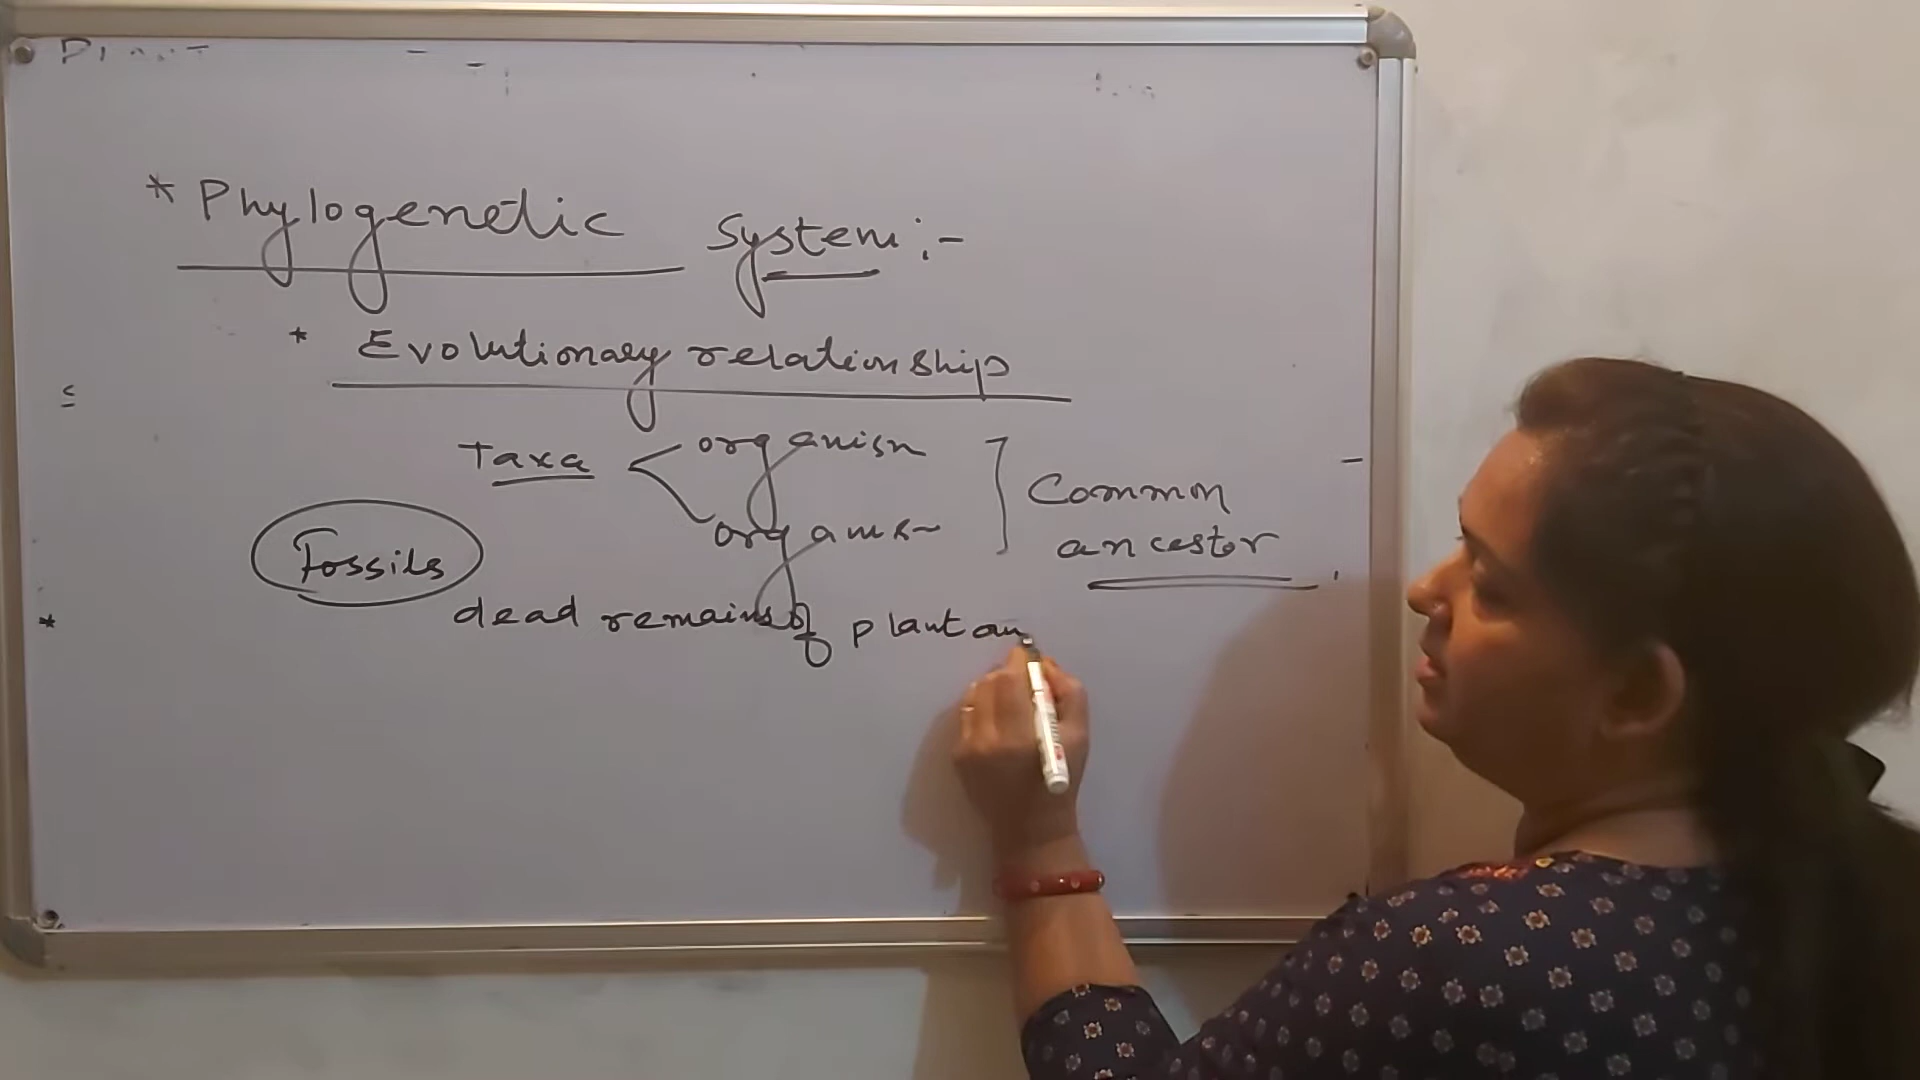 * Phylogenetic system :-
* Evolutionary relationship
Taxa < organism
organism
] Common
ancestor
Fossils
dead remains of plant an